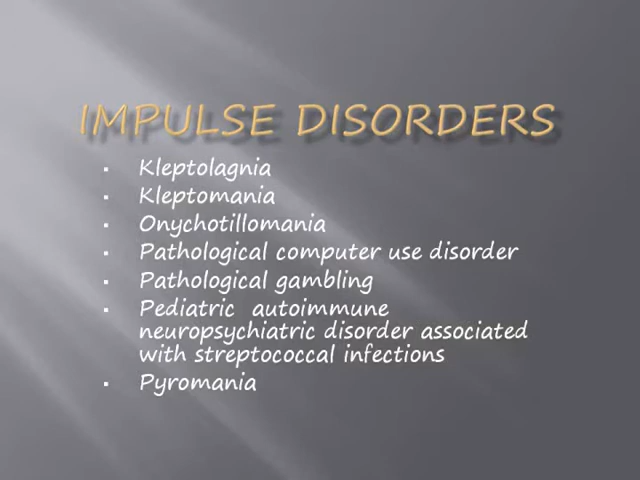 IMPULSE DISORDERS
▪ Kleptolagnia
▪ Kleptomania
▪ Onychotillomania
▪ Pathological computer use disorder
▪ Pathological gambling
▪ Pediatric autoimmune
neuropsychiatric disorder associated
with streptococcal infections
▪ Pyromania